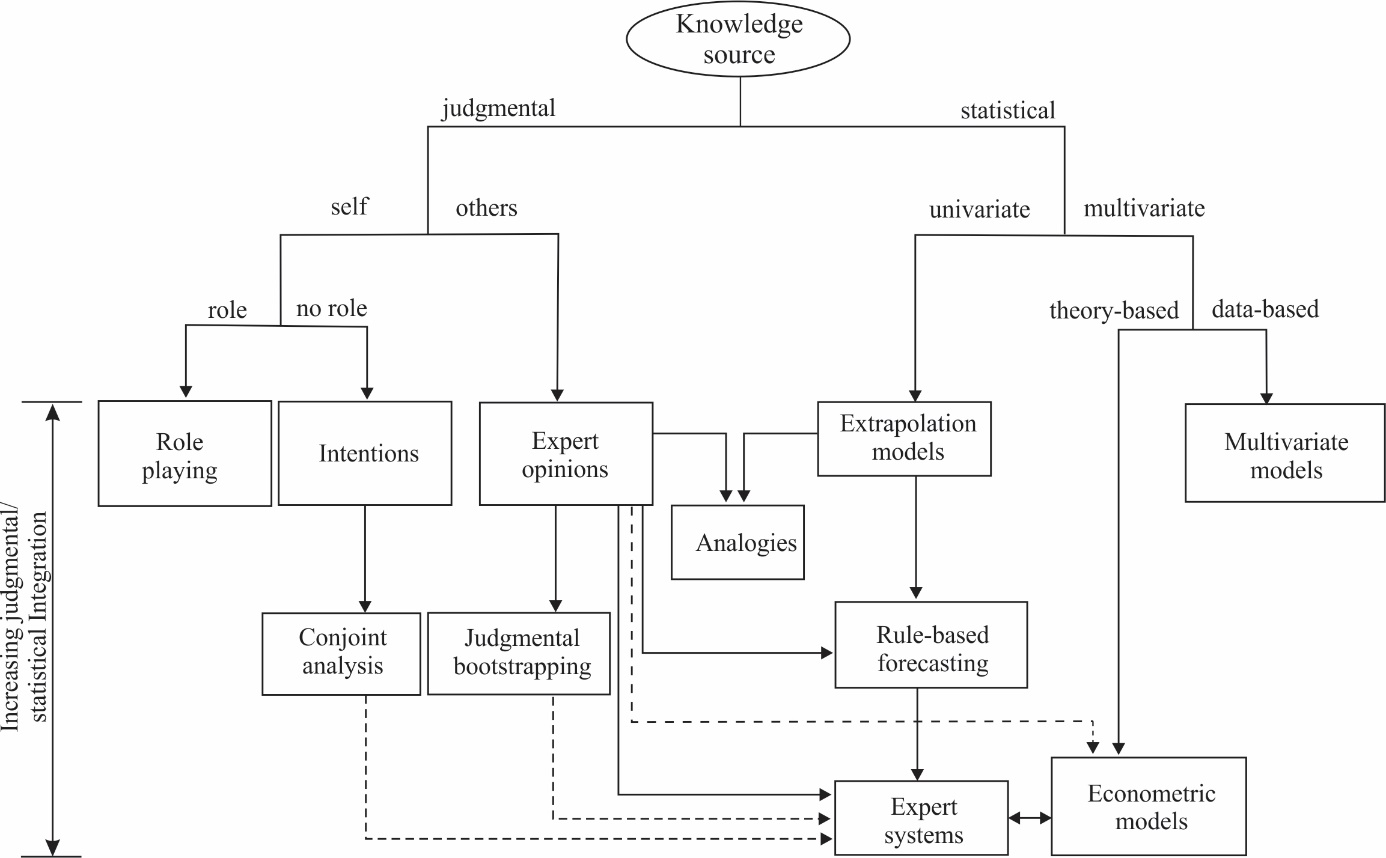 Knowledge
source
judgmental
statistical
self
others
univariate
multivariate
role
no role
theory-based
data-based
Role
playing
Intentions
Expert
opinions
Extrapolation
models
Multivariate
models
Analogies
Increasing judgmental/
statistical Integration
Conjoint
analysis
Judgmental
bootstrapping
Rule-based
forecasting
Expert
systems
Econometric
models